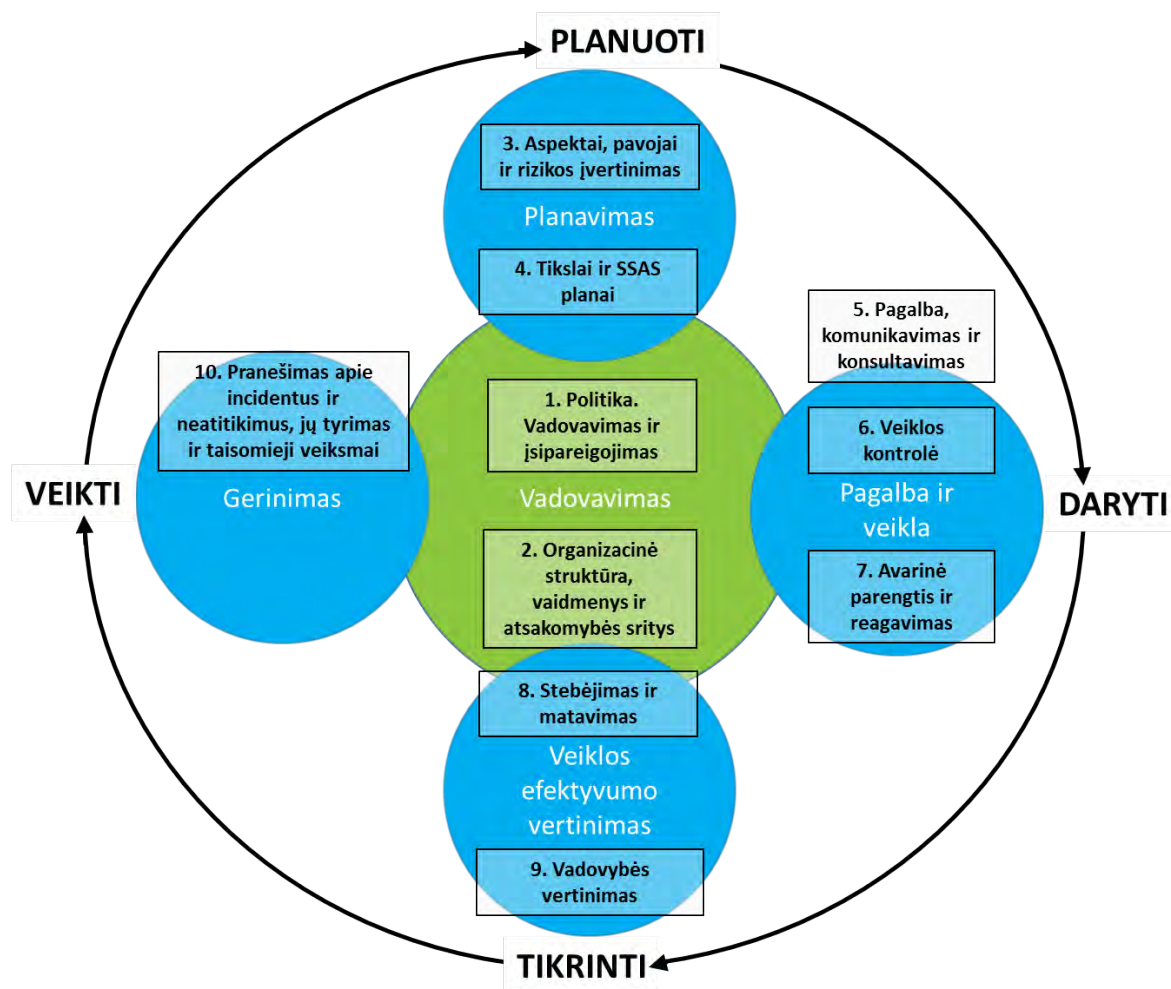 PLANUOTI
3. Aspektai, pavojai
ir rizikos įvertinimas
Planavimas
4. Tikslai ir SSAS
planai
5. Pagalba,
komunikavimas ir
konsultavimas
10. Pranešimas apie
incidentus ir
neatitikimus, jų tyrimas
ir taisomieji veiksmai
Gerinimas
1. Politika.
Vadovavimas ir
įsipareigojimas
Vadovavimas
2. Organizacinė
struktūra,
vaidmenys ir
atsakomybės sritys
6. Veiklos
kontrolė
Pagalba ir
veikla
7. Avarinė
parengtis ir
reagavimas
VEIKTI
DARYTI
8. Stebėjimas ir
matavimas
Veiklos
efektyvumo
vertinimas
9. Vadovybės
vertinimas
TIKRINTI